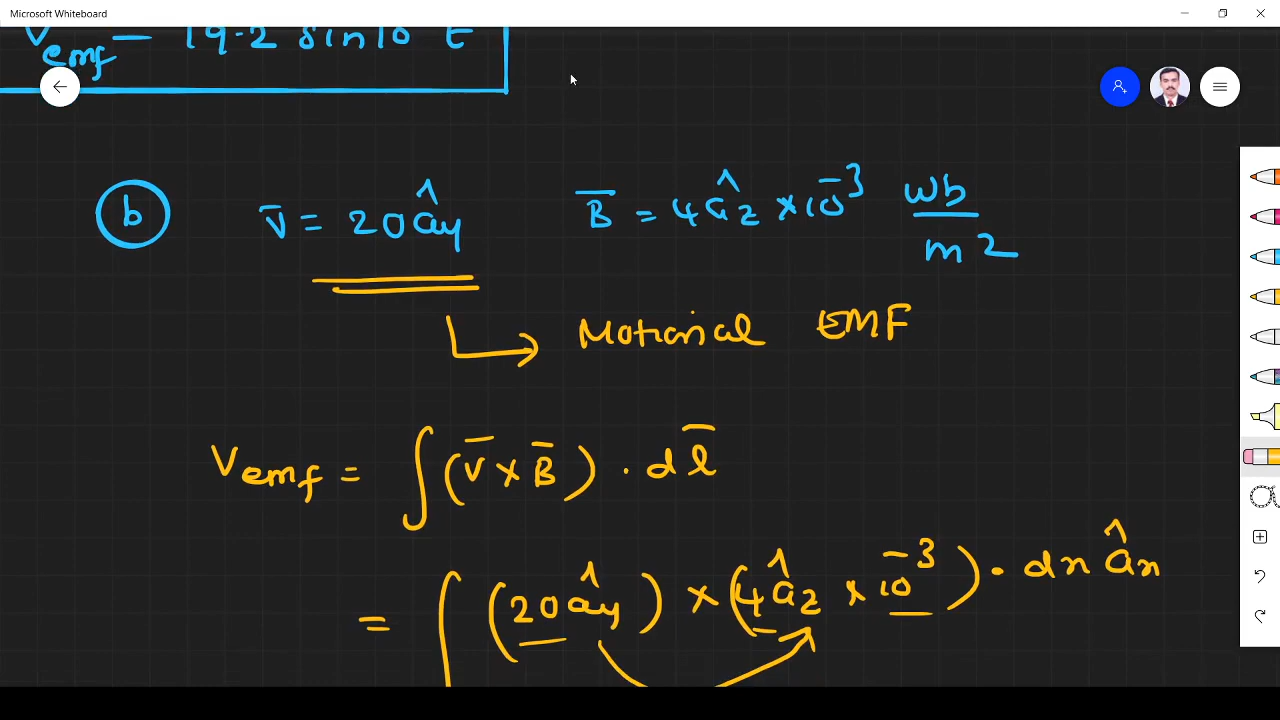 Microsoft Whiteboard
V emf = 19.2 sin10 t
b V̄ = 20 ây B̄ = 4 âz × 10⁻³ wb/m2
Motional EMF
Vemf = ∫ (V̄ × B̄) . dl̄
= ∫ (20 ây) × (4 âz × 10⁻³) . dx âx